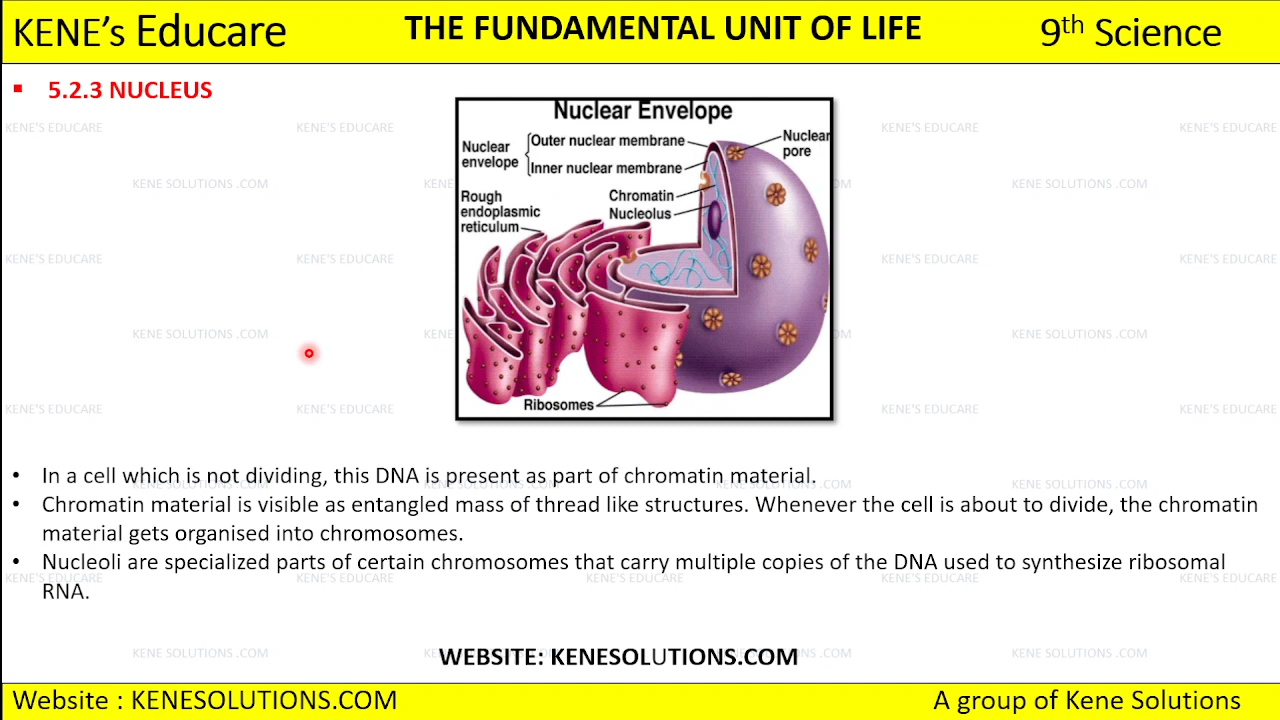 KENE's Educare
THE FUNDAMENTAL UNIT OF LIFE
9th Science
▪ 5.2.3 NUCLEUS
Nuclear Envelope
Nuclear envelope
Outer nuclear membrane
Inner nuclear membrane
Nuclear pore
Chromatin
Nucleolus
Rough endoplasmic reticulum
Ribosomes
• In a cell which is not dividing, this DNA is present as part of chromatin material.
• Chromatin material is visible as entangled mass of thread like structures. Whenever the cell is about to divide, the chromatin
material gets organised into chromosomes.
• Nucleoli are specialized parts of certain chromosomes that carry multiple copies of the DNA used to synthesize ribosomal
RNA.
KENE'S EDUCARE
KENE SOLUTIONS .COM
WEBSITE: KENESOLUTIONS.COM
Website : KENESOLUTIONS.COM
A group of Kene Solutions